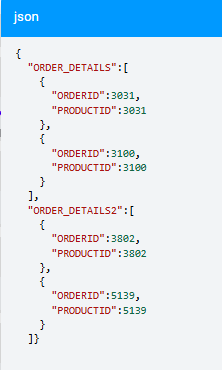 json
{
"ORDER_DETAILS":[
{
"ORDERID":3031,
"PRODUCTID":3031
},
{
"ORDERID":3100,
"PRODUCTID":3100
}
],
"ORDER_DETAILS2":[
{
"ORDERID":3802,
"PRODUCTID":3802
},
{
"ORDERID":5139,
"PRODUCTID":5139
}
]}